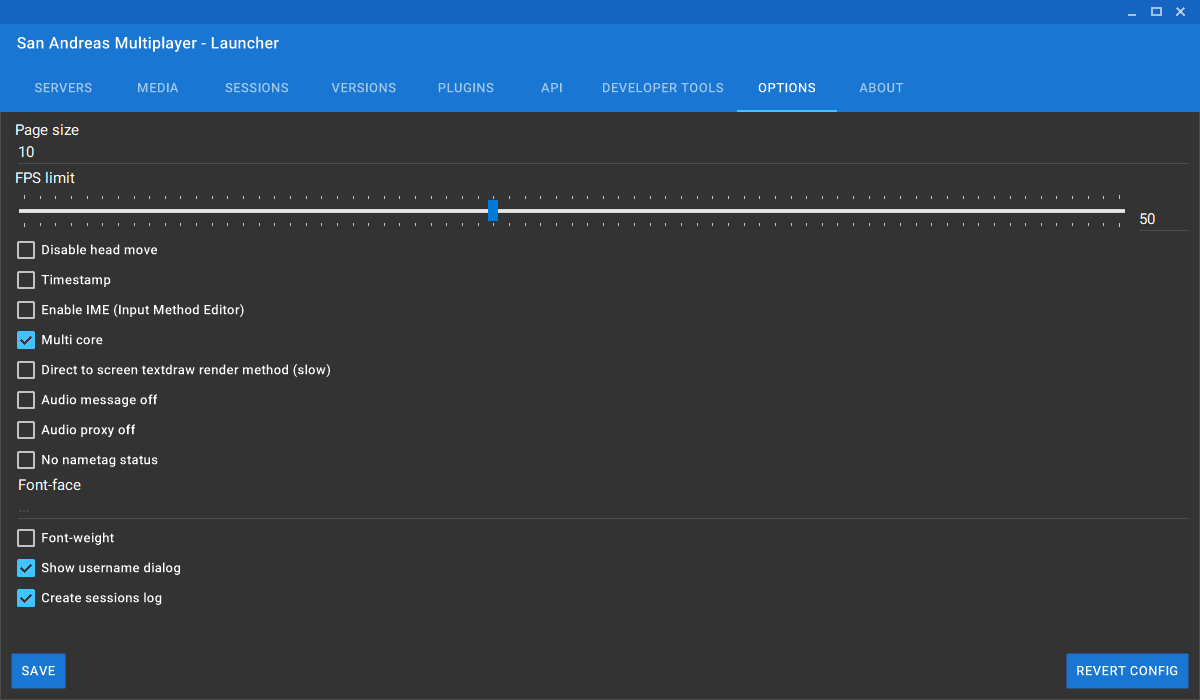 San Andreas Multiplayer - Launcher
SERVERS MEDIA SESSIONS VERSIONS PLUGINS API DEVELOPER TOOLS OPTIONS ABOUT
Page size
10
FPS limit
50
Disable head move
Timestamp
Enable IME (Input Method Editor)
Multi core
Direct to screen textdraw render method (slow)
Audio message off
Audio proxy off
No nametag status
Font-face
...
Font-weight
Show username dialog
Create sessions log
SAVE REVERT CONFIG